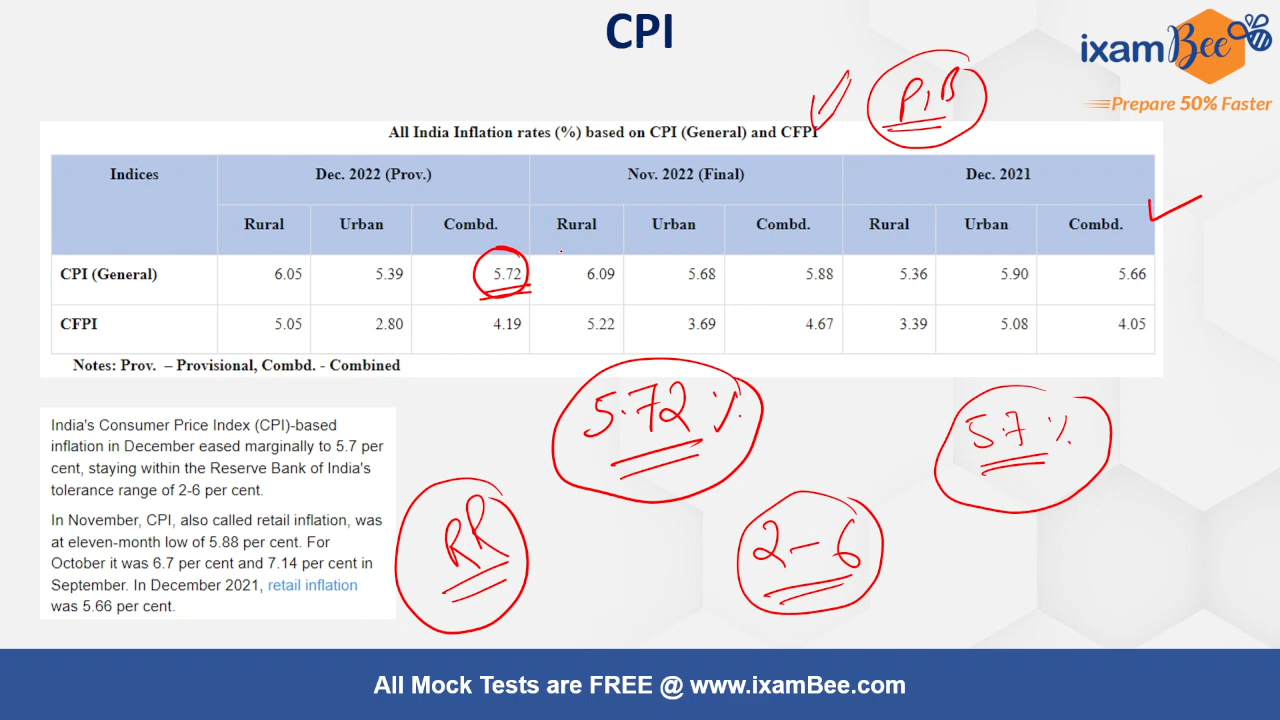 CPI
ixamBee
Prepare 50% Faster
P,B
All India Inflation rates (%) based on CPI (General) and CFPI
Indices Dec. 2022 (Prov.) Nov. 2022 (Final) Dec. 2021
Rural Urban Combd. Rural Urban Combd. Rural Urban Combd.
CPI (General) 6.05 5.39 5.72 6.09 5.68 5.88 5.36 5.90 5.66
CFPI 5.05 2.80 4.19 5.22 3.69 4.67 3.39 5.08 4.05
Notes: Prov. – Provisional, Combd. - Combined
5.72 %
5.7 %
India's Consumer Price Index (CPI)-based
inflation in December eased marginally to 5.7 per
cent, staying within the Reserve Bank of India's
tolerance range of 2-6 per cent.
In November, CPI, also called retail inflation, was
at eleven-month low of 5.88 per cent. For
October it was 6.7 per cent and 7.14 per cent in
September. In December 2021, retail inflation
was 5.66 per cent.
RR
2-6
All Mock Tests are FREE @ www.ixamBee.com